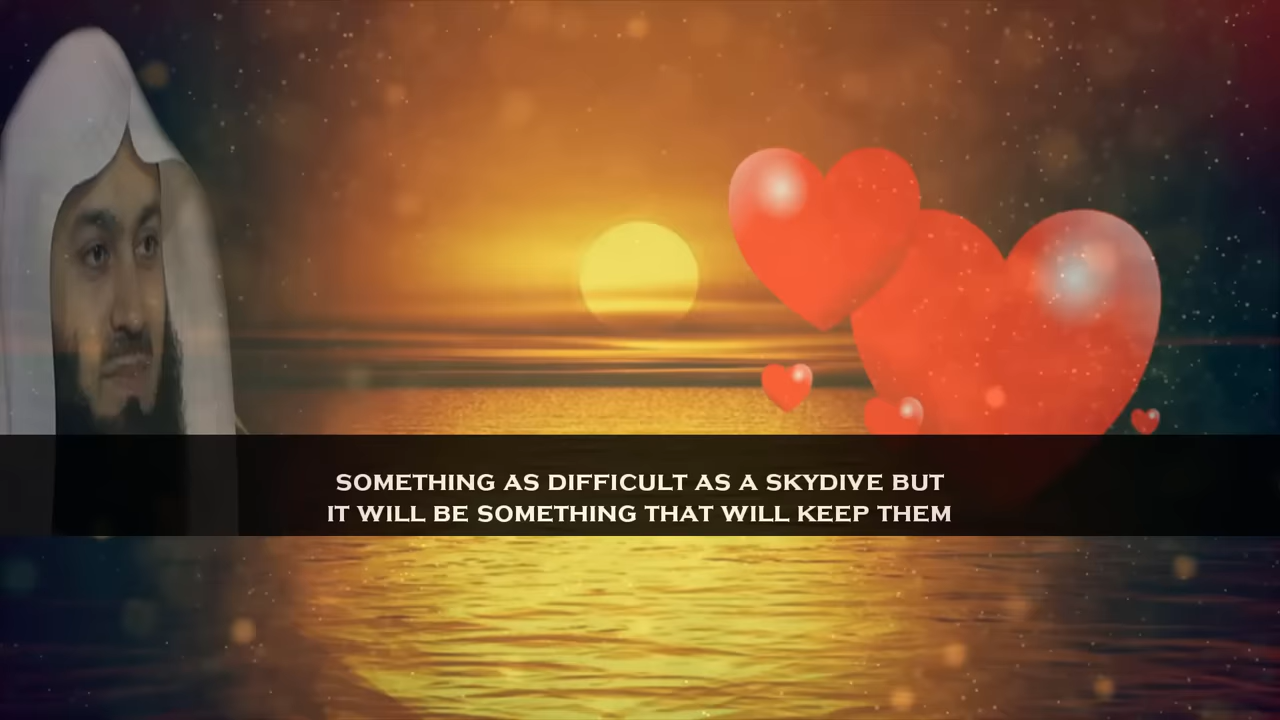 SOMETHING AS DIFFICULT AS A SKYDIVE BUT
IT WILL BE SOMETHING THAT WILL KEEP THEM